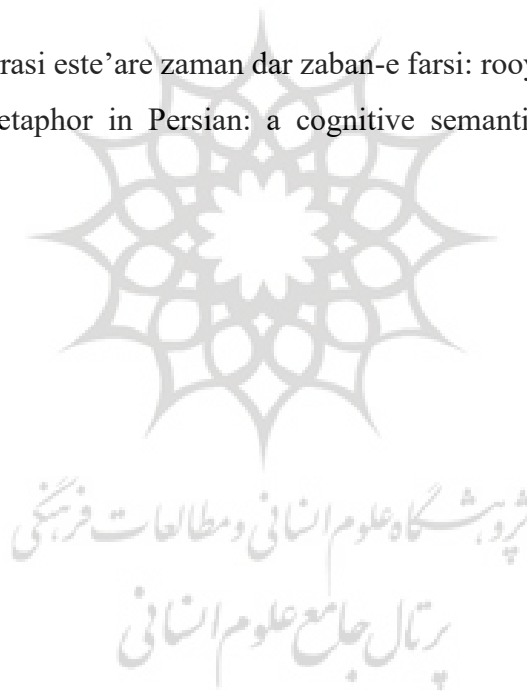 rasi este’are zaman dar zaban-e farsi: rooy
etaphor in Persian: a cognitive semanti
پژوهشگاه علوم انسانی و مطالعات فرهنگی
پرتال جامع علوم انسانی